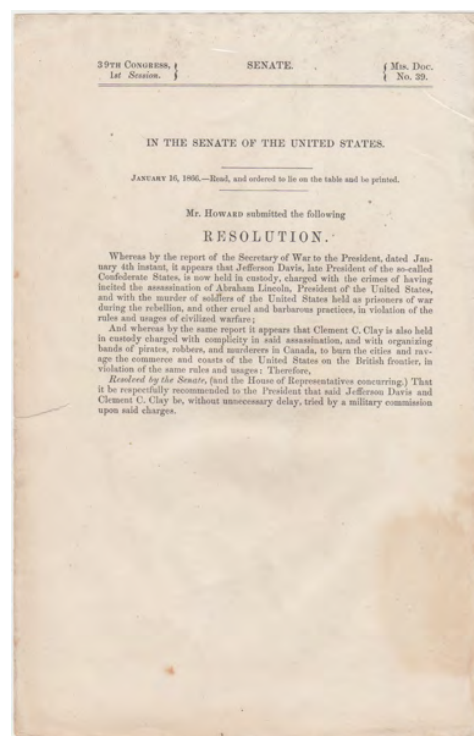 39TH CONGRESS, SENATE. MIS. DOC.
1st Session. No. 39.
IN THE SENATE OF THE UNITED STATES.
JANUARY 16, 1866.—Read, and ordered to lie on the table and be printed.
Mr. HOWARD submitted the following
RESOLUTION.
Whereas by the report of the Secretary of War to the President, dated Jan-
uary 4th instant, it appears that Jefferson Davis, late President of the so-called
Confederate States, is now held in custody, charged with the crimes of having
incited the assassination of Abraham Lincoln, President of the United States,
and with the murder of soldiers of the United States held as prisoners of war
during the rebellion, and other cruel and barbarous practices, in violation of the
rules and usages of civilized warfare;
And whereas by the same report it appears that Clement C. Clay is also held
in custody charged with complicity in said assassination, and with organizing
bands of pirates, robbers, and murderers in Canada, to burn the cities and rav-
age the commerce and coasts of the United States on the British frontier, in
violation of the same rules and usages: Therefore,
Resolved by the Senate, (and the House of Representatives concurring,) That
it be respectfully recommended to the President that said Jefferson Davis and
Clement C. Clay be, without unnecessary delay, tried by a military commission
upon said charges.